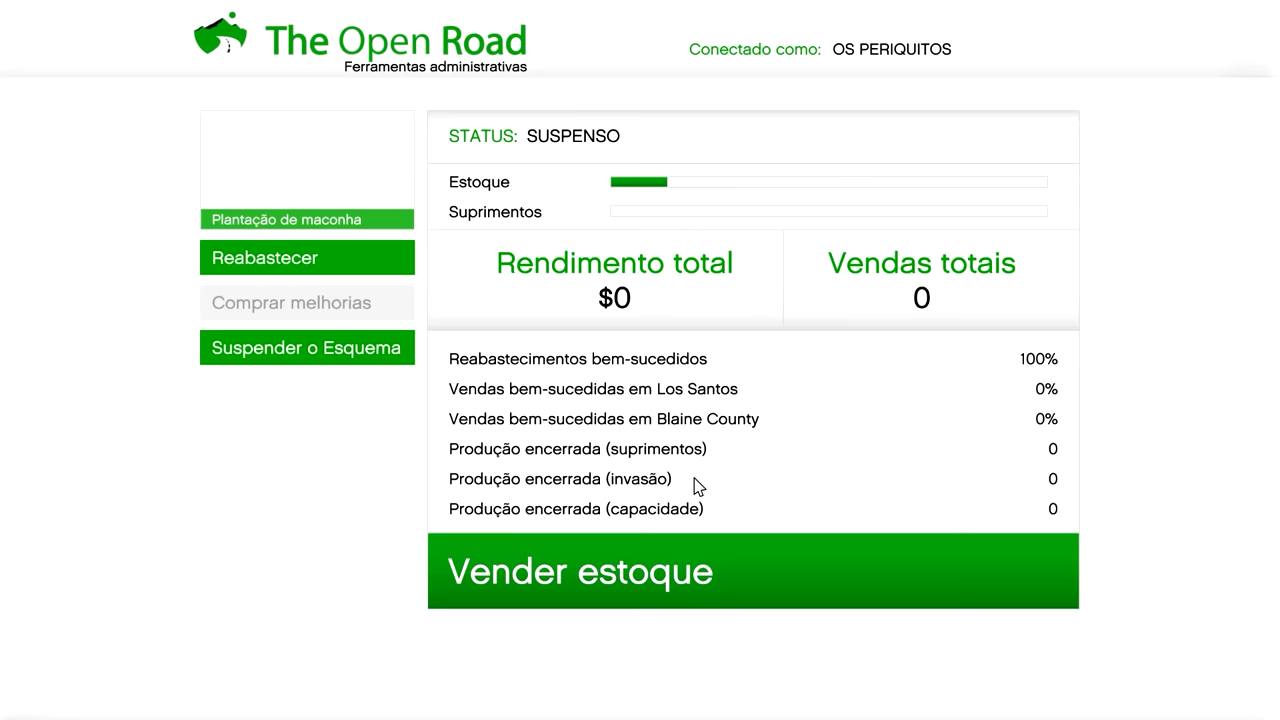 The Open Road
Ferramentas administrativas
Conectado como: OS PERIQUITOS
Plantação de maconha
Reabastecer
Comprar melhorias
Suspender o Esquema
STATUS: SUSPENSO
Estoque
Suprimentos
Rendimento total
$0
Vendas totais
0
Reabastecimentos bem-sucedidos 100%
Vendas bem-sucedidas em Los Santos 0%
Vendas bem-sucedidas em Blaine County 0%
Produção encerrada (suprimentos) 0
Produção encerrada (invasão) 0
Produção encerrada (capacidade) 0
Vender estoque